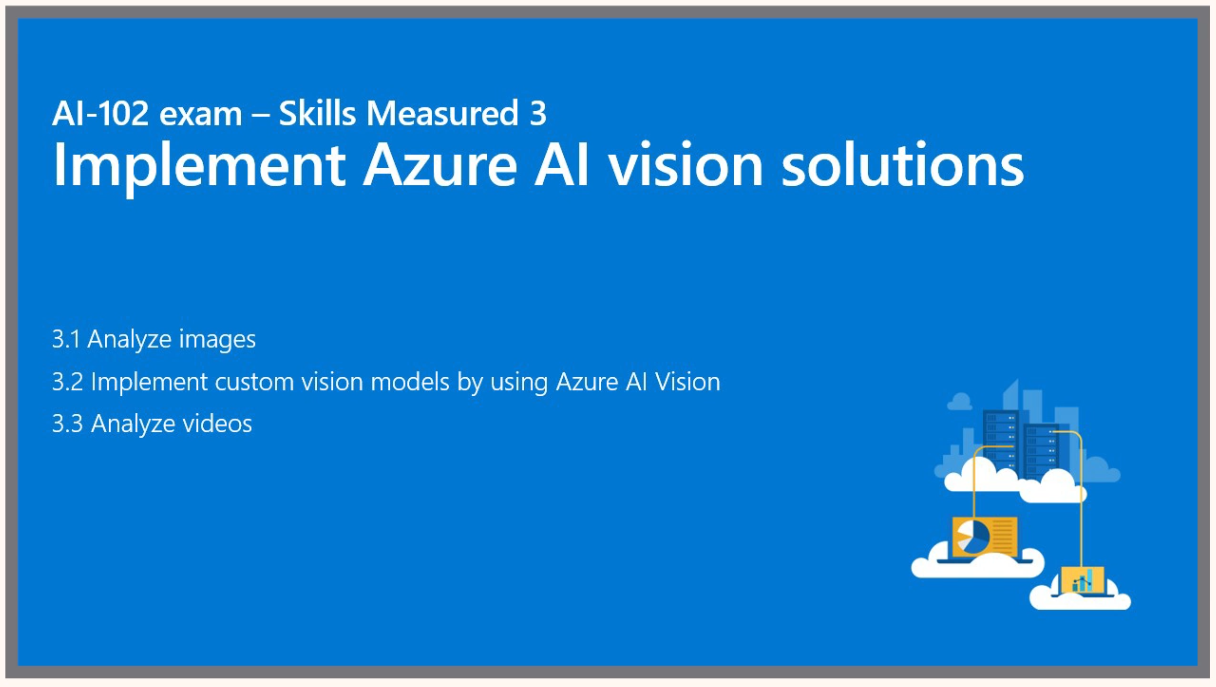 AI-102 exam – Skills Measured 3
Implement Azure AI vision solutions
3.1 Analyze images
3.2 Implement custom vision models by using Azure AI Vision
3.3 Analyze videos